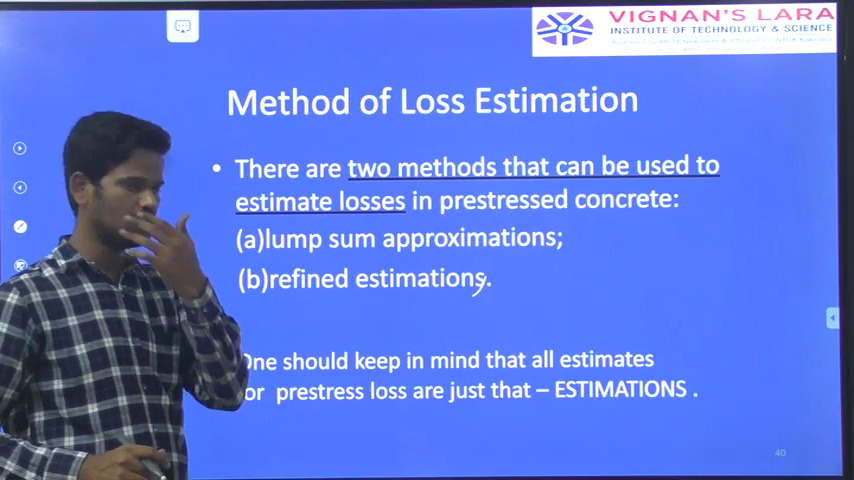 VIGNAN'S LARA
INSTITUTE OF TECHNOLOGY & SCIENCE
Method of Loss Estimation
• There are two methods that can be used to
estimate losses in prestressed concrete:
(a)lump sum approximations;
(b)refined estimations.
One should keep in mind that all estimates
or prestress loss are just that – ESTIMATIONS .
40